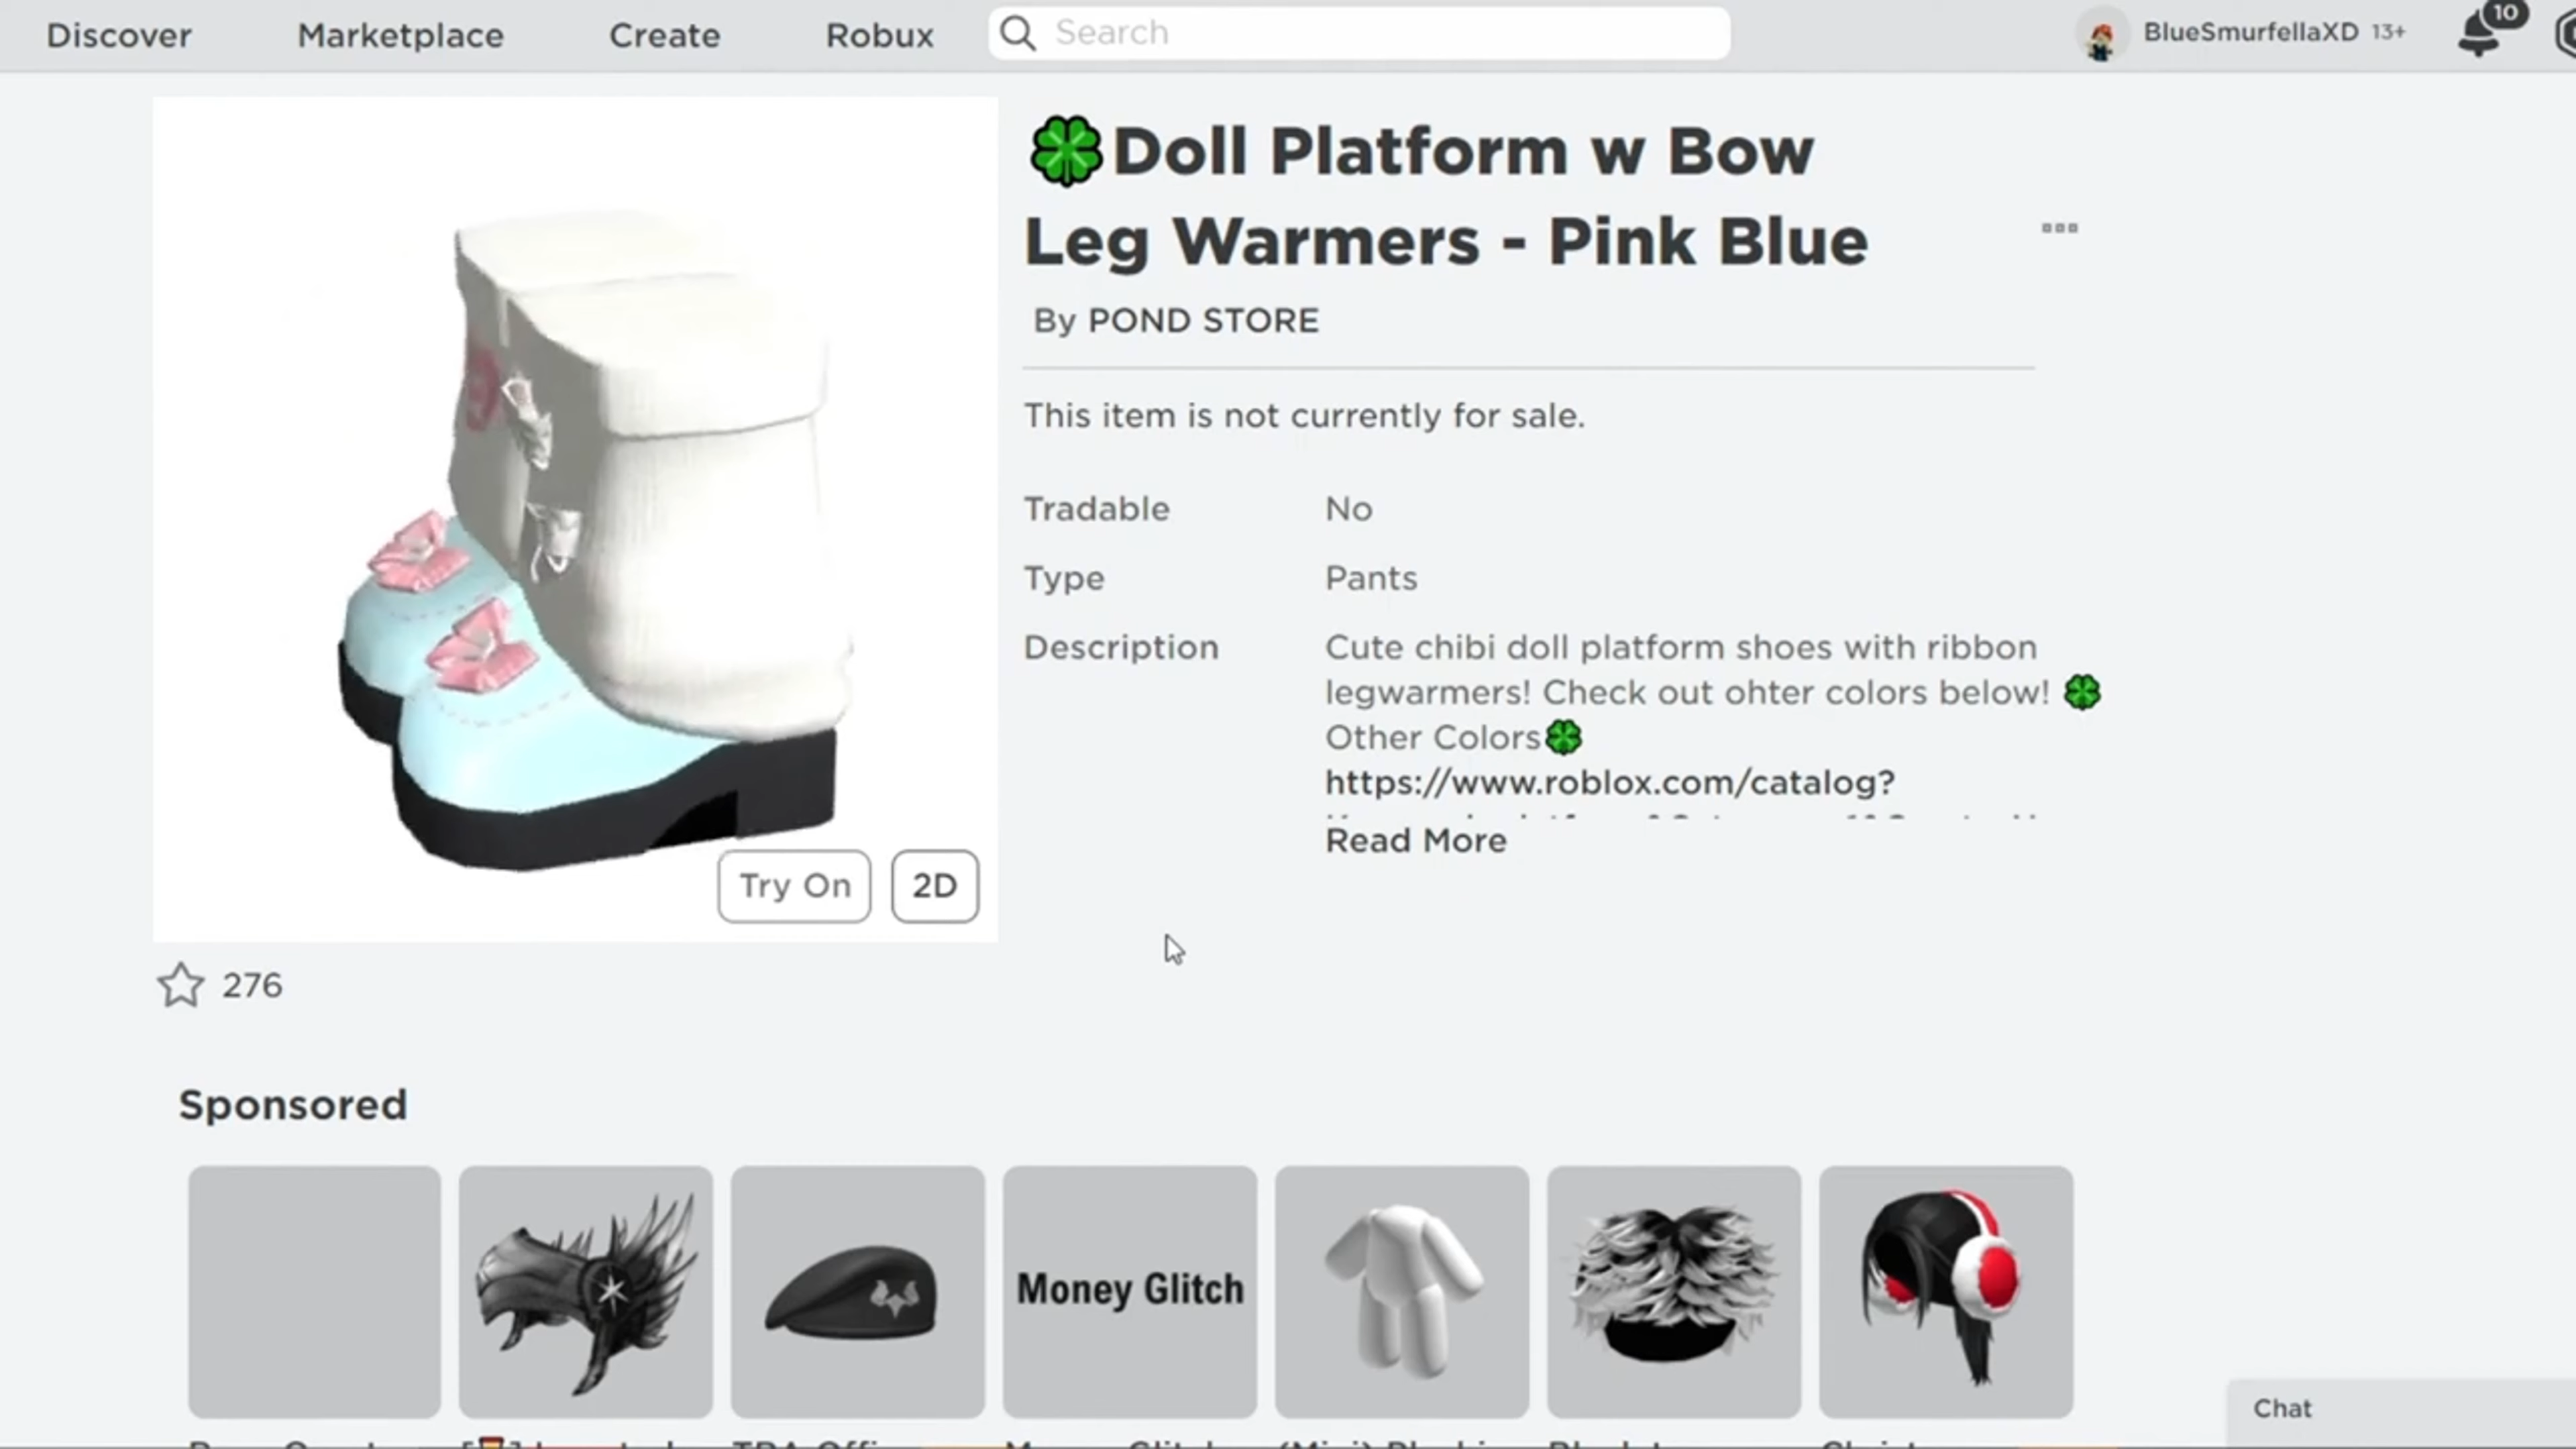 Discover Marketplace Create Robux Search BlueSmurfellaXD 13+ 10
🍀Doll Platform w Bow
Leg Warmers - Pink Blue
By POND STORE
This item is not currently for sale.
Tradable No
Type Pants
Description Cute chibi doll platform shoes with ribbon
legwarmers! Check out ohter colors below! 🍀
Other Colors🍀
https://www.roblox.com/catalog?
Read More
Try On 2D
276
Sponsored
Money Glitch
Chat